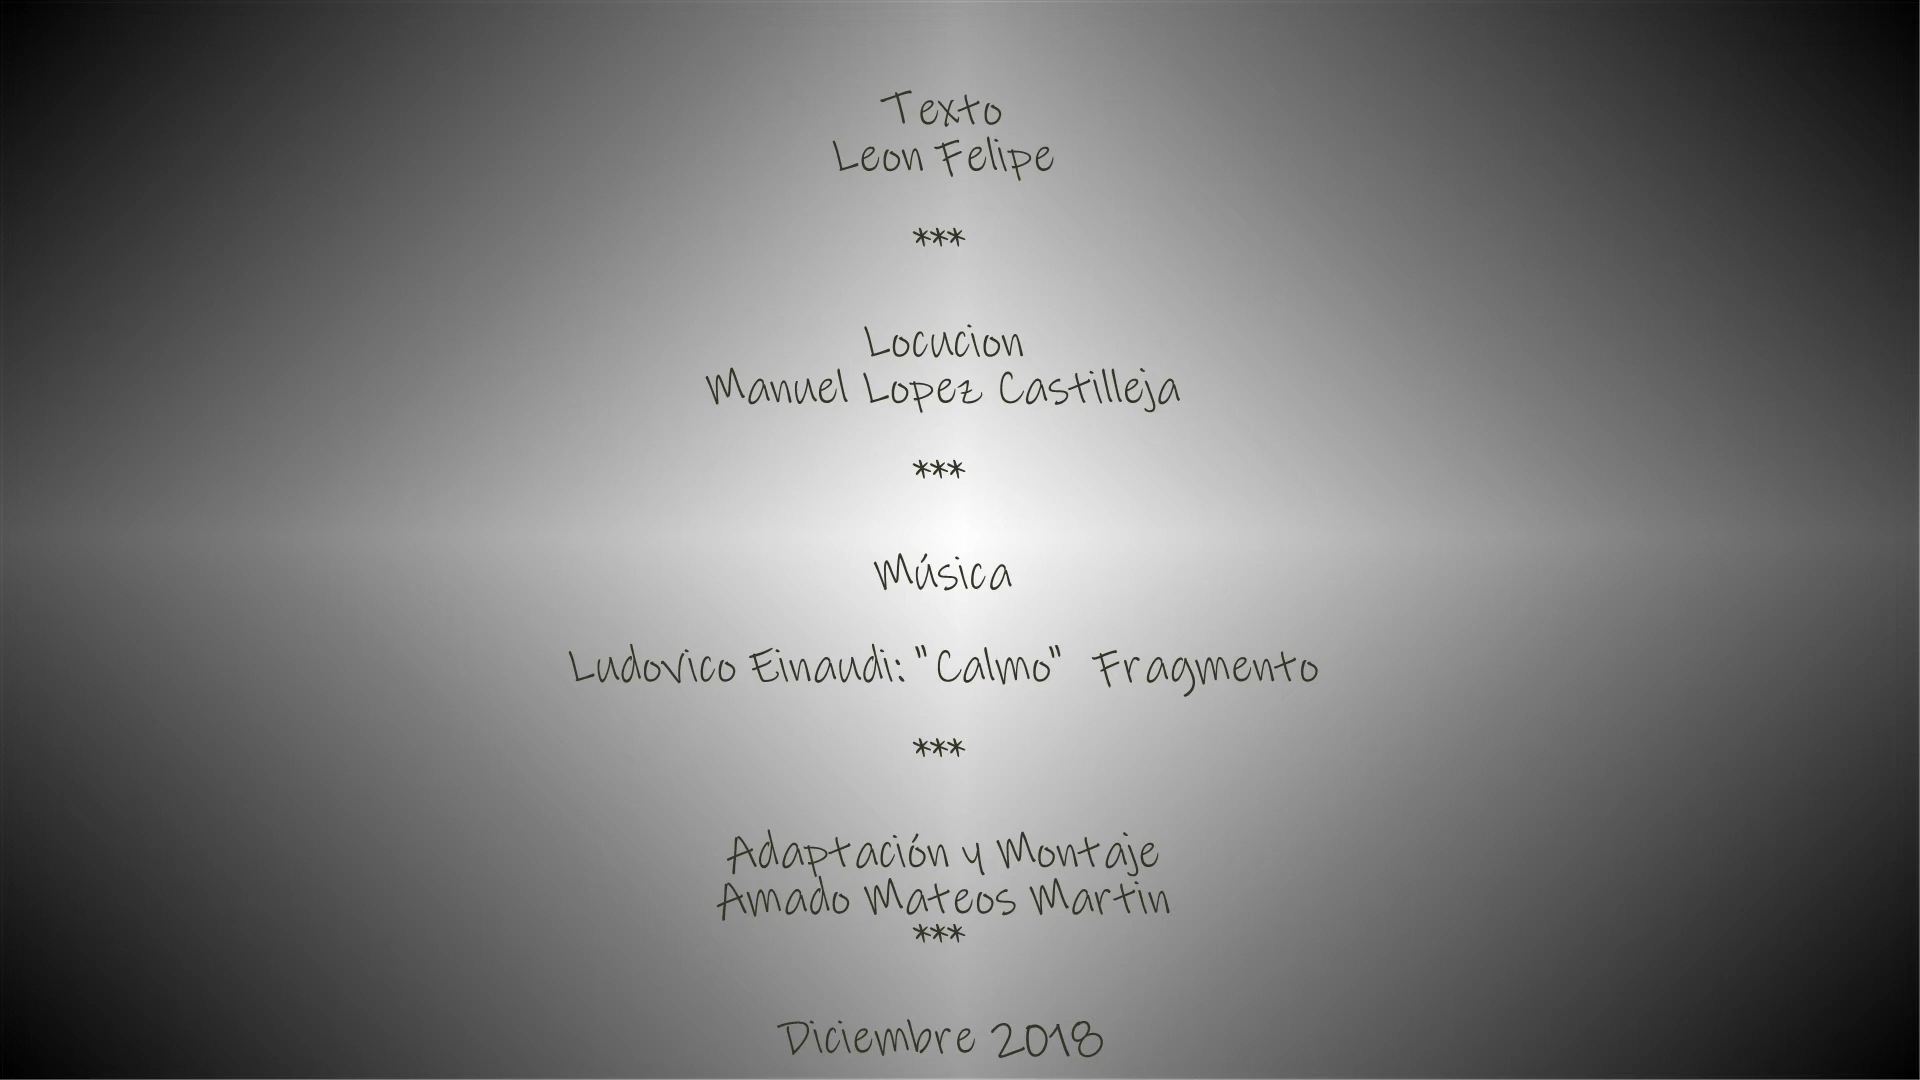 Texto
Leon Felipe
***
Locucion
Manuel Lopez Castilleja
***
Música
Ludovico Einaudi: "Calmo" Fragmento
***
Adaptación y Montaje
Amado Mateos Martin
***
Diciembre 2018